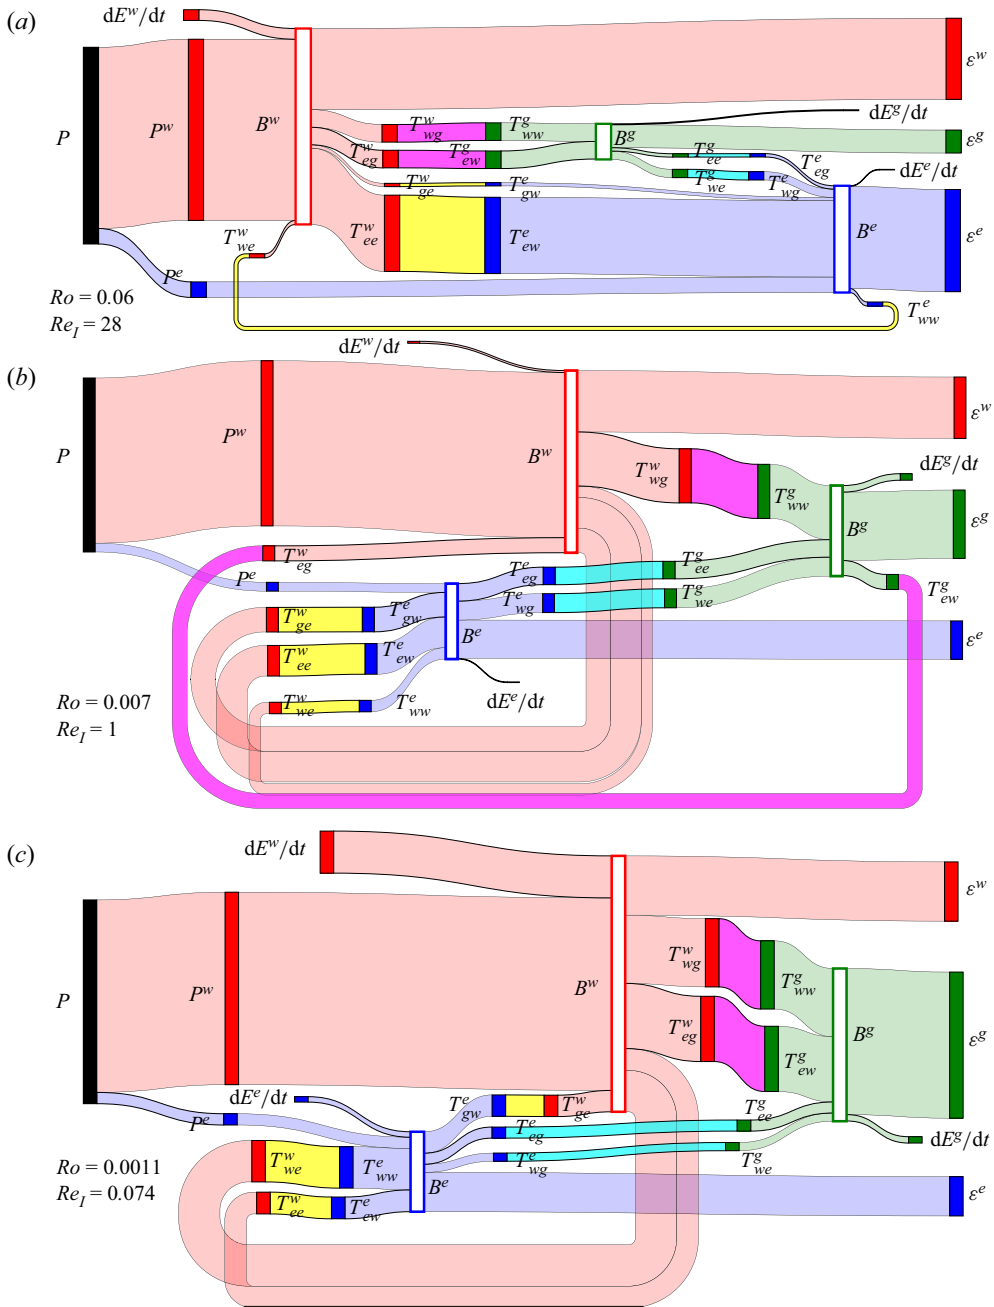 (a)
dE^w/dt
P
P^w
B^w
ε^w
T^w_wg
T^g_ww
dE^g/dt
B^g
ε^g
T^w_eg
T^g_ew
T^g_ee
T^e_eg
dE^e/dt
T^w_ge
T^e_gw
T^g_we
T^e_wg
T^w_we
T^w_ee
T^e_ew
B^e
ε^e
P^e
Ro = 0.06
Re_I = 28
T^e_ww
(b)
dE^w/dt
P
P^w
B^w
ε^w
T^w_wg
T^g_ww
dE^g/dt
B^g
ε^g
T^w_eg
P^e
T^e_eg
T^g_ee
T^g_ew
T^w_ge
T^e_gw
T^e_wg
T^g_we
B^e
ε^e
T^w_ee
T^e_ew
T^w_we
T^e_ww
dE^e/dt
Ro = 0.007
Re_I = 1
(c)
dE^w/dt
P
P^w
B^w
ε^w
T^w_wg
T^g_ww
T^w_eg
T^g_ew
B^g
ε^g
dE^e/dt
P^e
T^e_gw
T^w_ge
T^e_eg
T^g_ee
T^w_we
T^e_ww
T^e_wg
T^g_we
dE^g/dt
B^e
ε^e
T^w_ee
T^e_ew
Ro = 0.0011
Re_I = 0.074